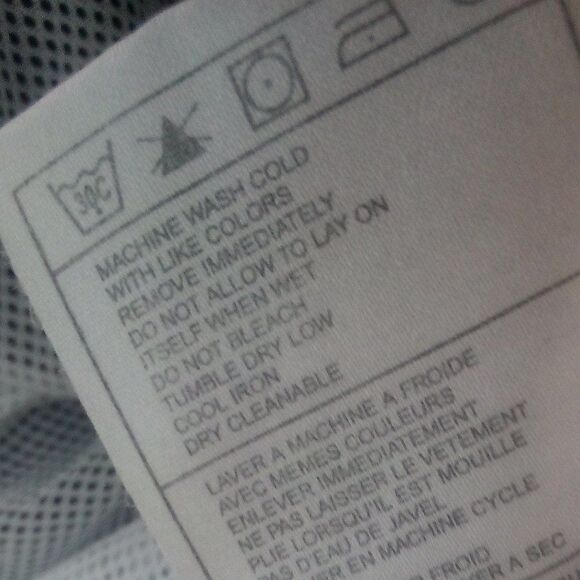 30C
MACHINE WASH COLD
WITH LIKE COLORS
REMOVE IMMEDIATELY
DO NOT ALLOW TO LAY ON
ITSELF WHEN WET
DO NOT BLEACH
TUMBLE DRY LOW
COOL IRON
DRY CLEANABLE
LAVER A MACHINE A FROIDE
AVEC MEMES COULEURS
ENLEVER IMMEDIATEMENT
NE PAS LAISSER LE VETEMENT
PLIE LORSQU'IL EST MOUILLE
PAS D'EAU DE JAVEL
EN MACHINE CYCLE
FROID
A SEC